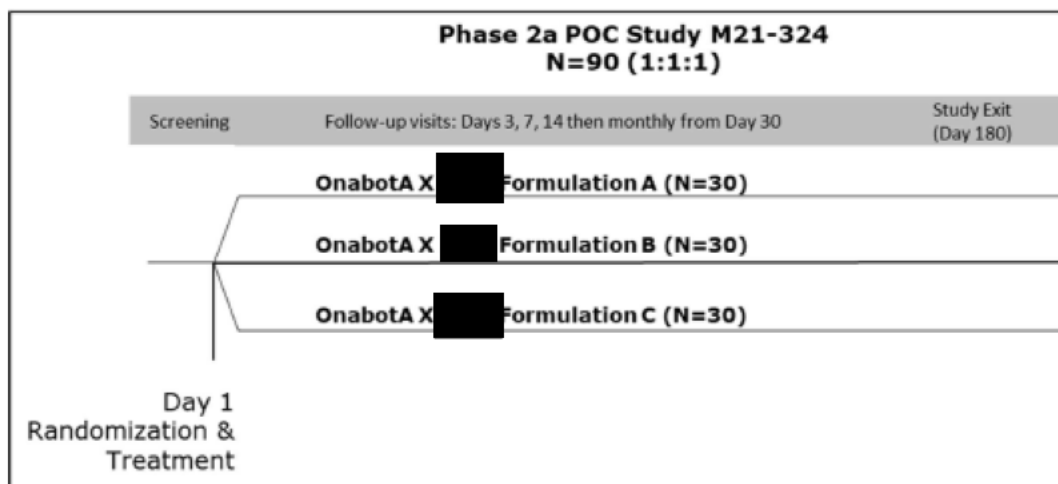 Phase 2a POC Study M21-324
N=90 (1:1:1)
Screening
Follow-up visits: Days 3, 7, 14 then monthly from Day 30
Study Exit
(Day 180)
OnabotA X Formulation A (N=30)
OnabotA X Formulation B (N=30)
OnabotA X Formulation C (N=30)
Day 1
Randomization &
Treatment